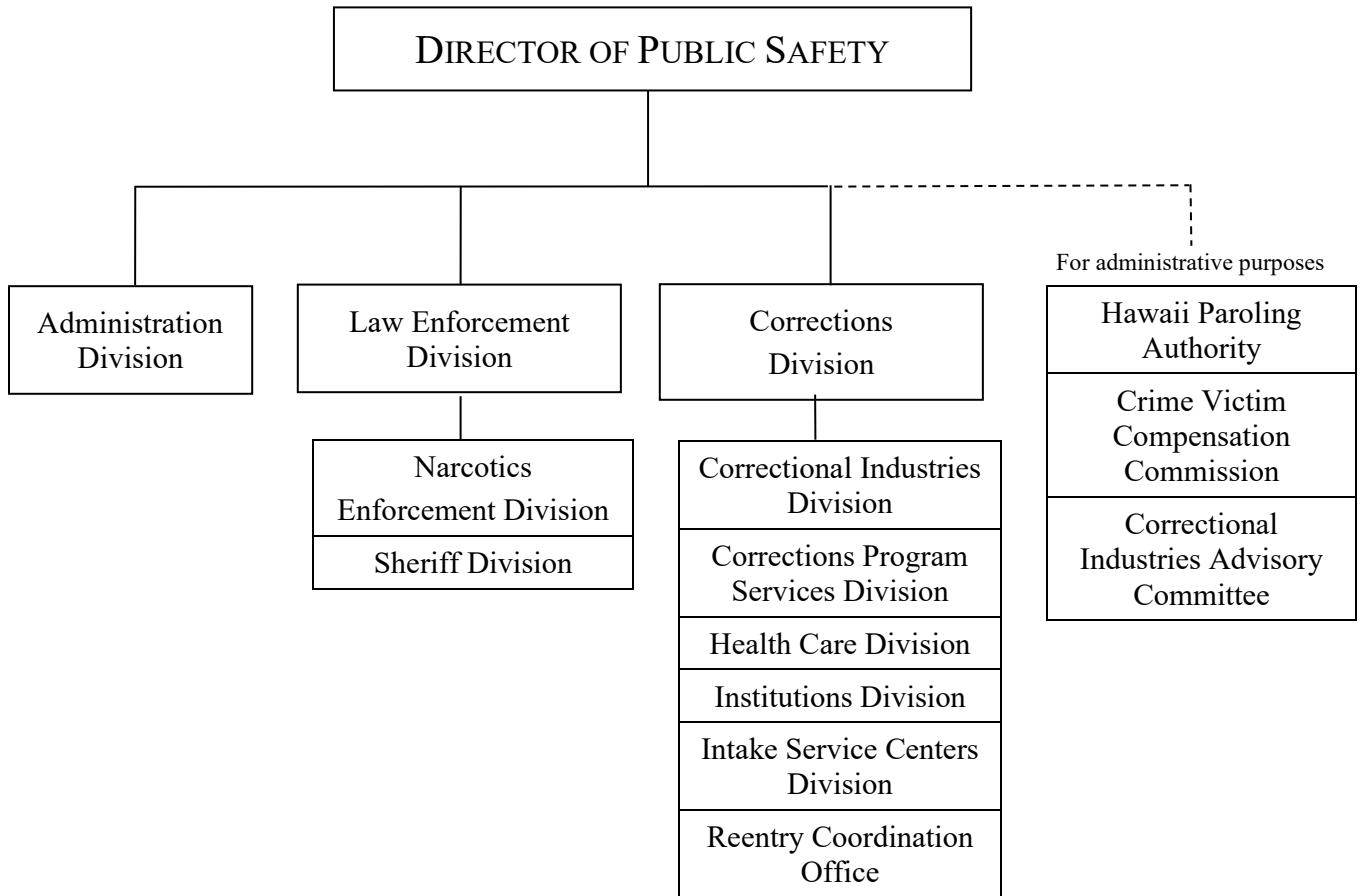 DIRECTOR OF PUBLIC SAFETY
For administrative purposes
Administration
Division
Law Enforcement
Division
Corrections
Division
Hawaii Paroling
Authority
Crime Victim
Compensation
Commission
Correctional
Industries Advisory
Committee
Narcotics
Enforcement Division
Sheriff Division
Correctional Industries
Division
Corrections Program
Services Division
Health Care Division
Institutions Division
Intake Service Centers
Division
Reentry Coordination
Office